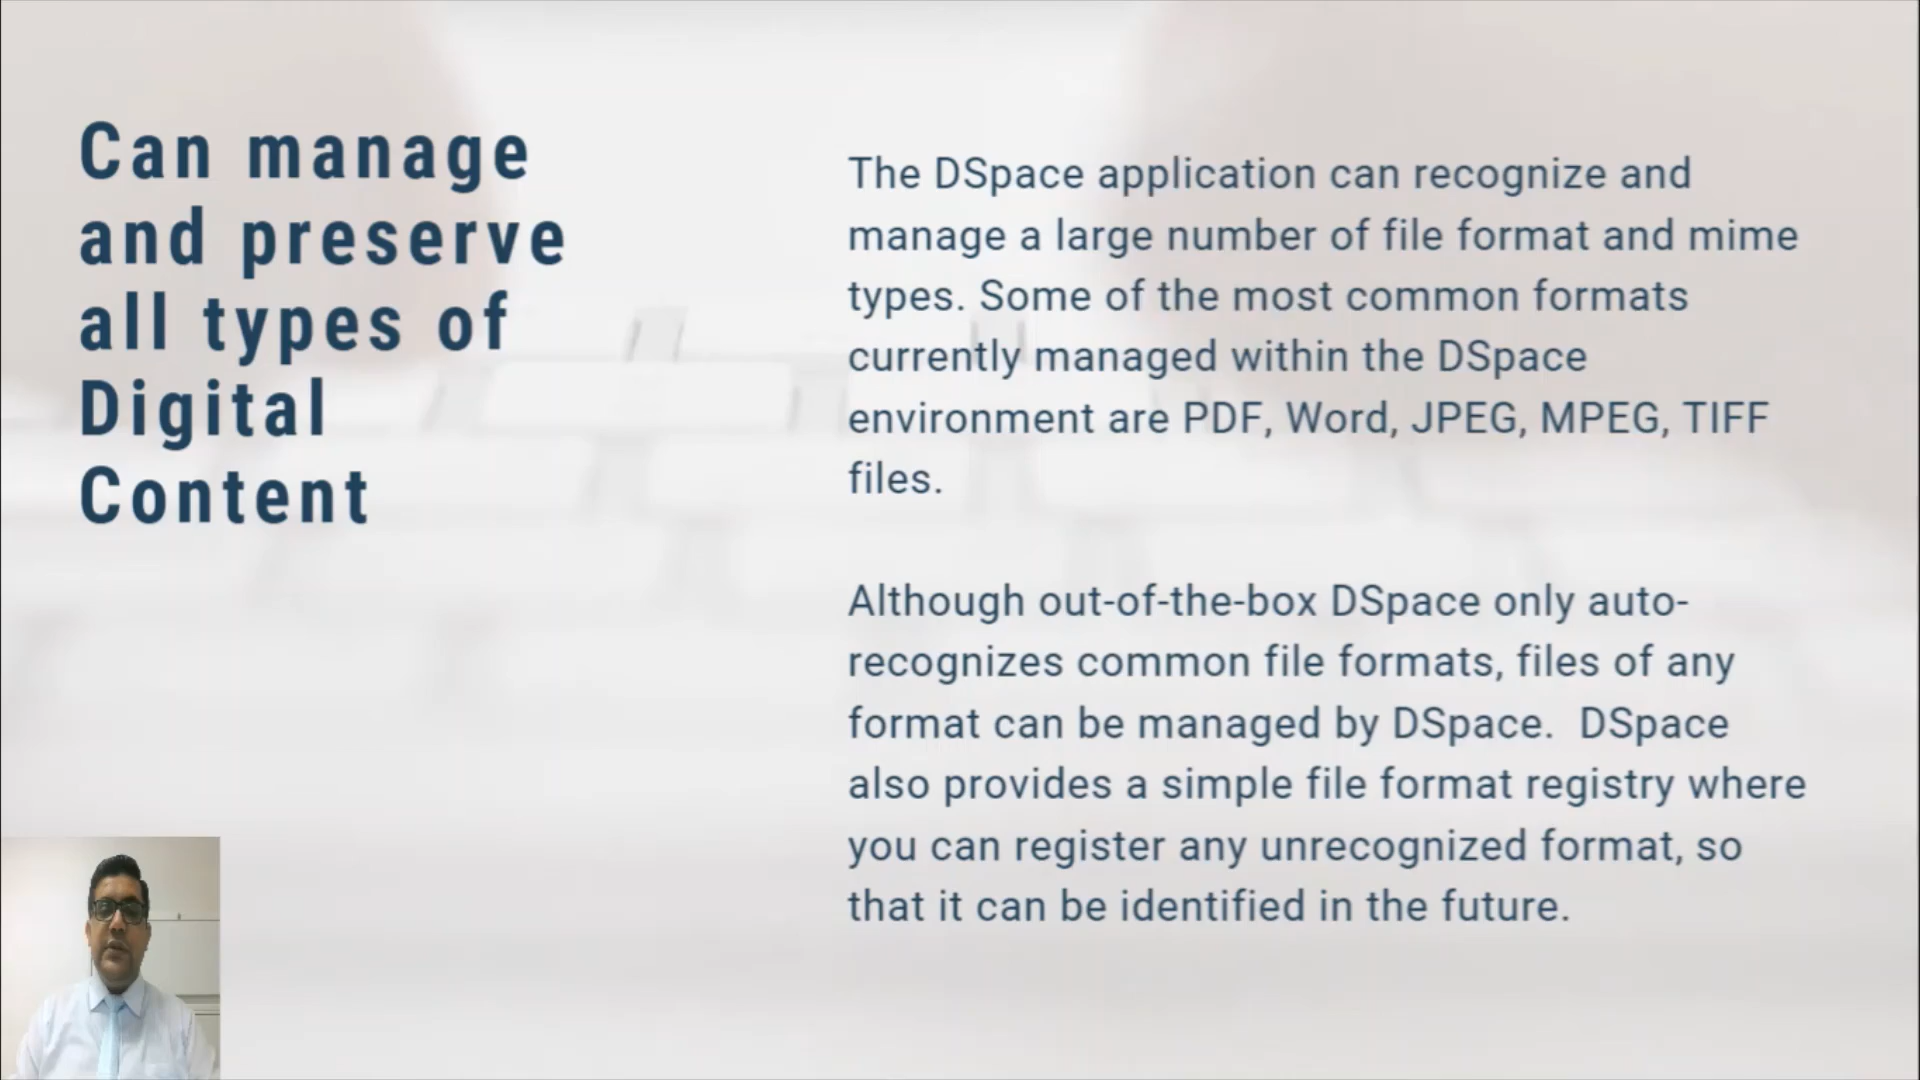 Can manage
and preserve
all types of
Digital
Content
The DSpace application can recognize and
manage a large number of file format and mime
types. Some of the most common formats
currently managed within the DSpace
environment are PDF, Word, JPEG, MPEG, TIFF
files.
Although out-of-the-box DSpace only auto-
recognizes common file formats, files of any
format can be managed by DSpace.  DSpace
also provides a simple file format registry where
you can register any unrecognized format, so
that it can be identified in the future.